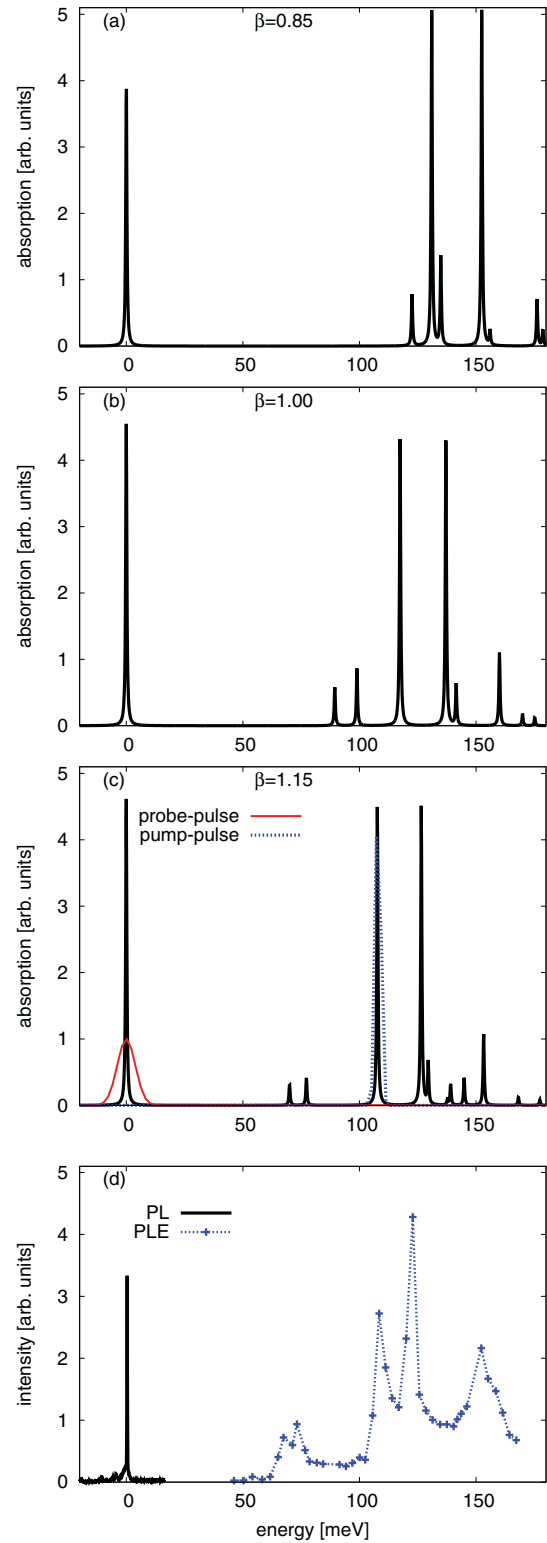 (a) β=0.85
absorption [arb. units]
5
4
3
2
1
0
0 50 100 150
(b) β=1.00
absorption [arb. units]
5
4
3
2
1
0
0 50 100 150
(c) β=1.15
probe-pulse
pump-pulse
absorption [arb. units]
5
4
3
2
1
0
0 50 100 150
(d)
PL
PLE
intensity [arb. units]
5
4
3
2
1
0
0 50 100 150
energy [meV]